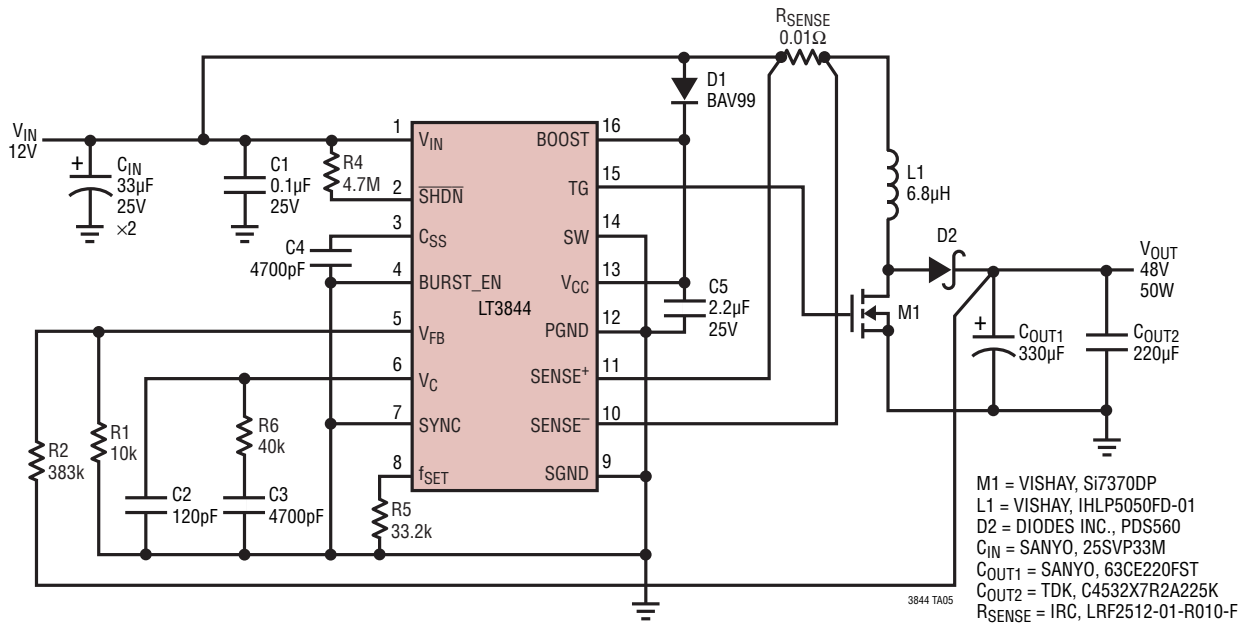 RSENSE
0.01Ω
D1
BAV99
VIN
12V
+
CIN
33µF
25V
×2
C1
0.1µF
25V
R4
4.7M
1
VIN
2
SHDN
3
CSS
4
BURST_EN
5
VFB
6
VC
7
SYNC
8
fSET
LT3844
16
BOOST
15
TG
14
SW
13
VCC
12
PGND
11
SENSE+
10
SENSE–
9
SGND
C4
4700pF
C5
2.2µF
25V
L1
6.8µH
D2
M1
VOUT
48V
50W
+
COUT1
330µF
COUT2
220µF
R2
383k
R1
10k
R6
40k
C2
120pF
C3
4700pF
R5
33.2k
3844 TA05
M1 = VISHAY, Si7370DP
L1 = VISHAY, IHLP5050FD-01
D2 = DIODES INC., PDS560
CIN = SANYO, 25SVP33M
COUT1 = SANYO, 63CE220FST
COUT2 = TDK, C4532X7R2A225K
RSENSE = IRC, LRF2512-01-R010-F